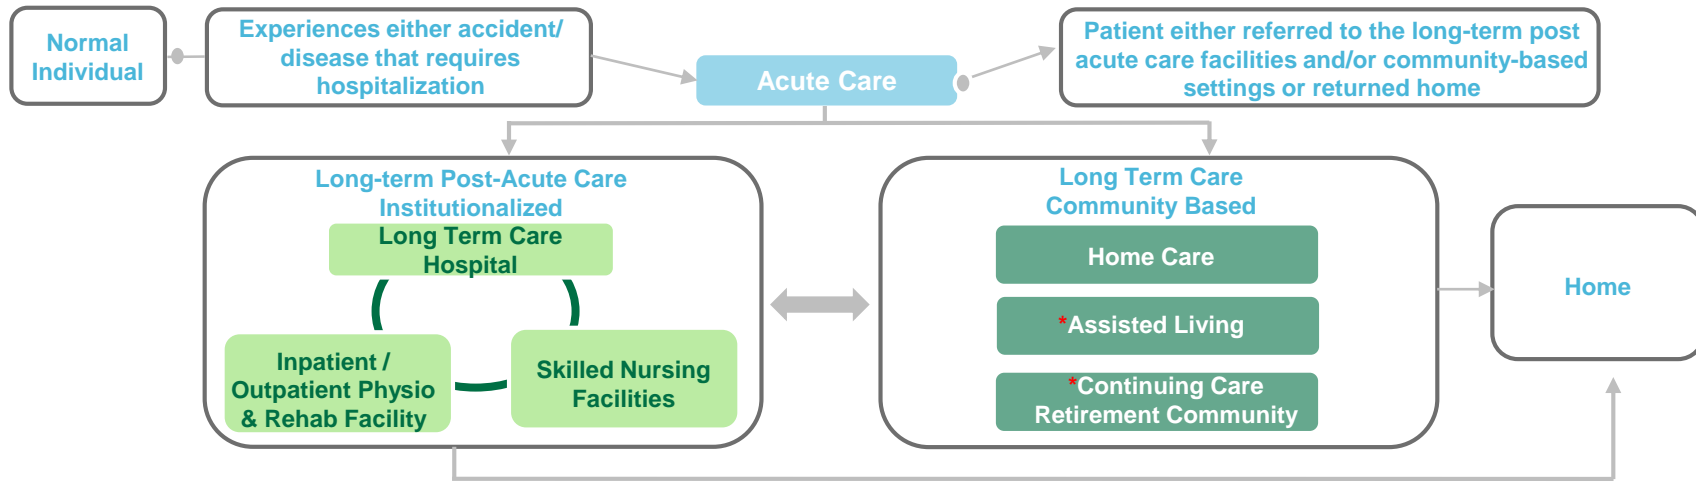 Normal
Individual
Experiences either accident/
disease that requires
hospitalization
Acute Care
Patient either referred to the long-term post
acute care facilities and/or community-based
settings or returned home
Long-term Post-Acute Care
Institutionalized
Long Term Care
Hospital
Inpatient /
Outpatient Physio
& Rehab Facility
Skilled Nursing
Facilities
Long Term Care
Community Based
Home Care
*Assisted Living
*Continuing Care
Retirement Community
Home